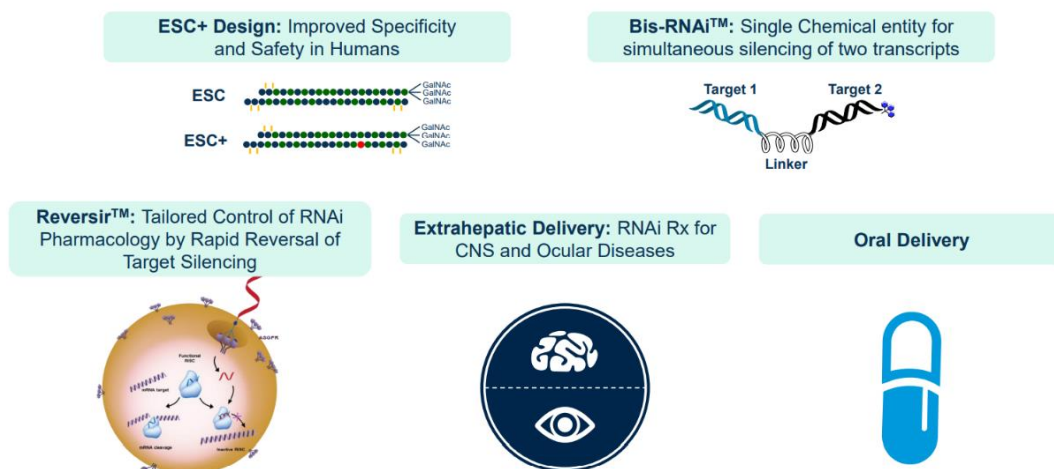 ESC+ Design: Improved Specificity
and Safety in Humans
Bis-RNAi™: Single Chemical entity for
simultaneous silencing of two transcripts
ESC
GalNAc
GalNAc
GalNAc
ESC+
GalNAc
GalNAc
GalNAc
Target 1
Target 2
Linker
Reversir™: Tailored Control of RNAi
Pharmacology by Rapid Reversal of
Target Silencing
Extrahepatic Delivery: RNAi Rx for
CNS and Ocular Diseases
Oral Delivery
ASGPR
Functional
RISC
mRNA target
mRNA cleavage
Inactive RISC